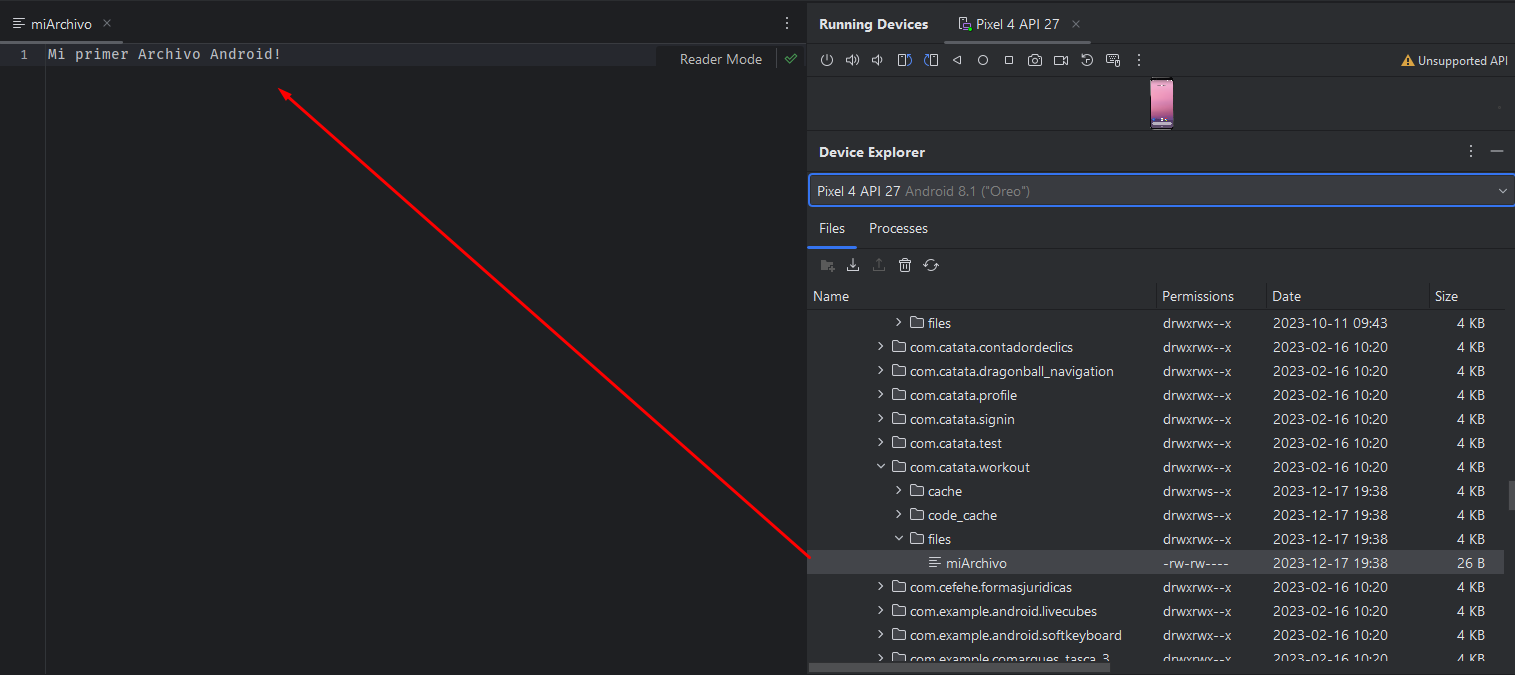 miArchivo
1 Mi primer Archivo Android!
Reader Mode
Running Devices Pixel 4 API 27
Unsupported API
Device Explorer
Pixel 4 API 27 Android 8.1 ("Oreo")
Files Processes
Name Permissions Date Size
files drwxrwx--x 2023-10-11 09:43 4 KB
com.catata.contadordeclics drwxrwx--x 2023-02-16 10:20 4 KB
com.catata.dragonball_navigation drwxrwx--x 2023-02-16 10:20 4 KB
com.catata.profile drwxrwx--x 2023-02-16 10:20 4 KB
com.catata.signin drwxrwx--x 2023-02-16 10:20 4 KB
com.catata.test drwxrwx--x 2023-02-16 10:20 4 KB
com.catata.workout drwxrwx--x 2023-02-16 10:20 4 KB
cache drwxrws--x 2023-12-17 19:38 4 KB
code_cache drwxrws--x 2023-12-17 19:38 4 KB
files drwxrwx--x 2023-12-17 19:38 4 KB
miArchivo -rw-rw---- 2023-12-17 19:38 26 B
com.cefehe.formasjuridicas drwxrwx--x 2023-02-16 10:20 4 KB
com.example.android.livecubes drwxrwx--x 2023-02-16 10:20 4 KB
com.example.android.softkeyboard drwxrwx--x 2023-02-16 10:20 4 KB
com.example.comarques_tasca_3 drwxrwx--x 2023-02-16 10:20 4 KB